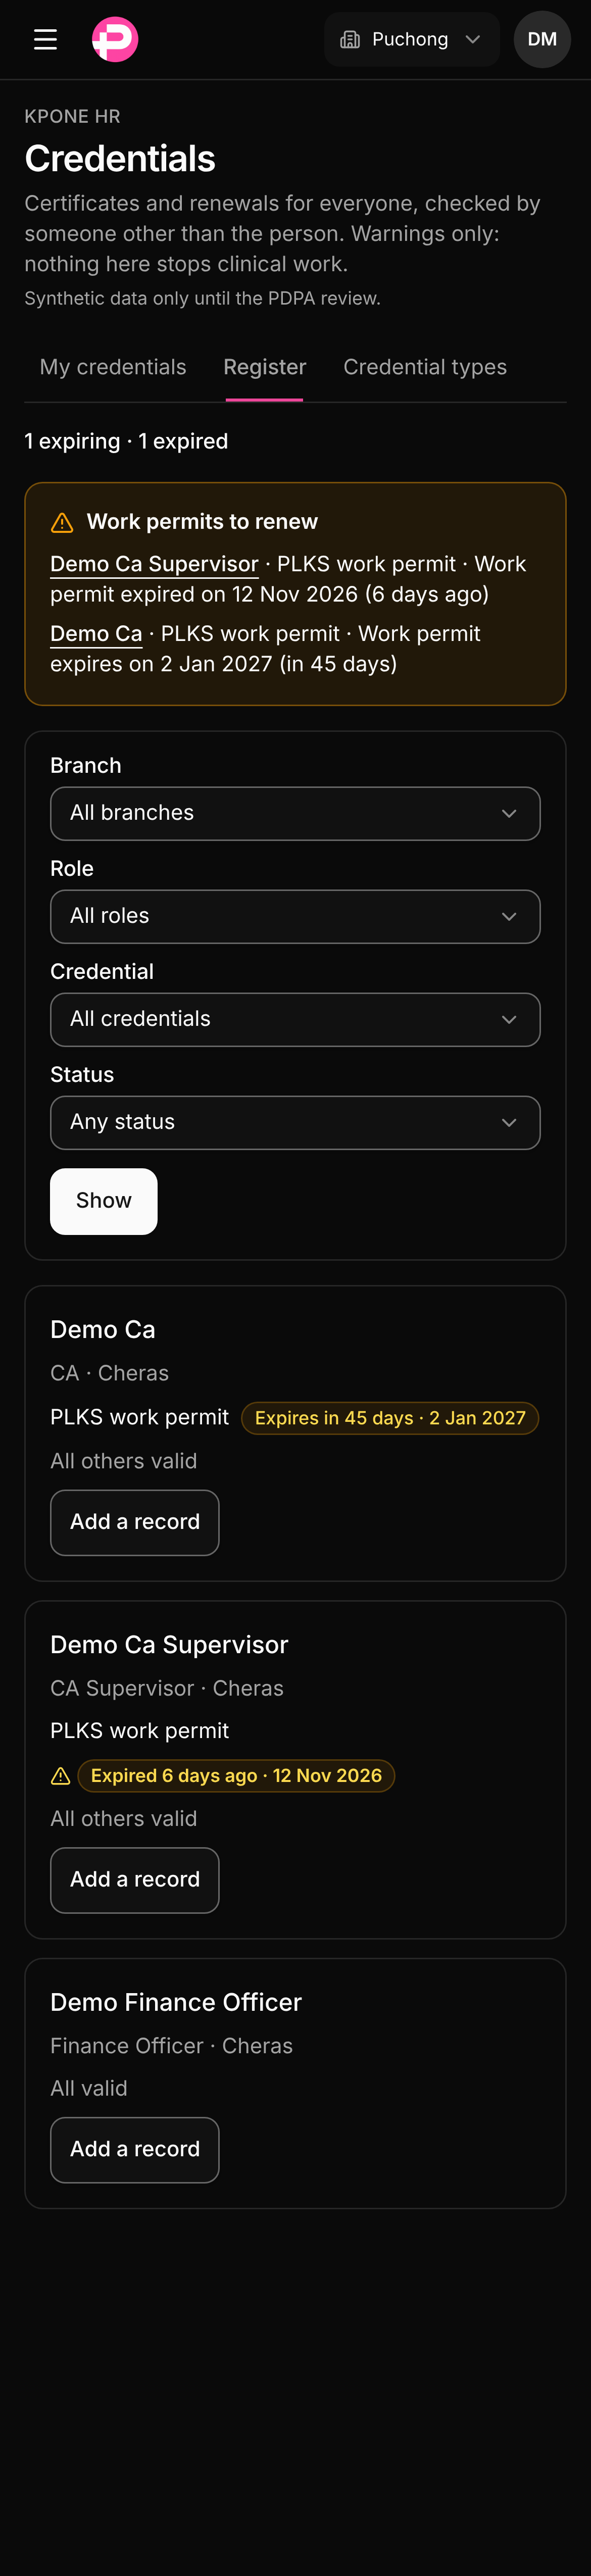 Puchong
DM
KPONE HR
Credentials
Certificates and renewals for everyone, checked by
someone other than the person. Warnings only:
nothing here stops clinical work.
Synthetic data only until the PDPA review.
My credentials
Register
Credential types
1 expiring · 1 expired
Work permits to renew
Demo Ca Supervisor · PLKS work permit · Work
permit expired on 12 Nov 2026 (6 days ago)
Demo Ca · PLKS work permit · Work permit
expires on 2 Jan 2027 (in 45 days)
Branch
All branches
Role
All roles
Credential
All credentials
Status
Any status
Show
Demo Ca
CA · Cheras
PLKS work permit Expires in 45 days · 2 Jan 2027
All others valid
Add a record
Demo Ca Supervisor
CA Supervisor · Cheras
PLKS work permit
Expired 6 days ago · 12 Nov 2026
All others valid
Add a record
Demo Finance Officer
Finance Officer · Cheras
All valid
Add a record